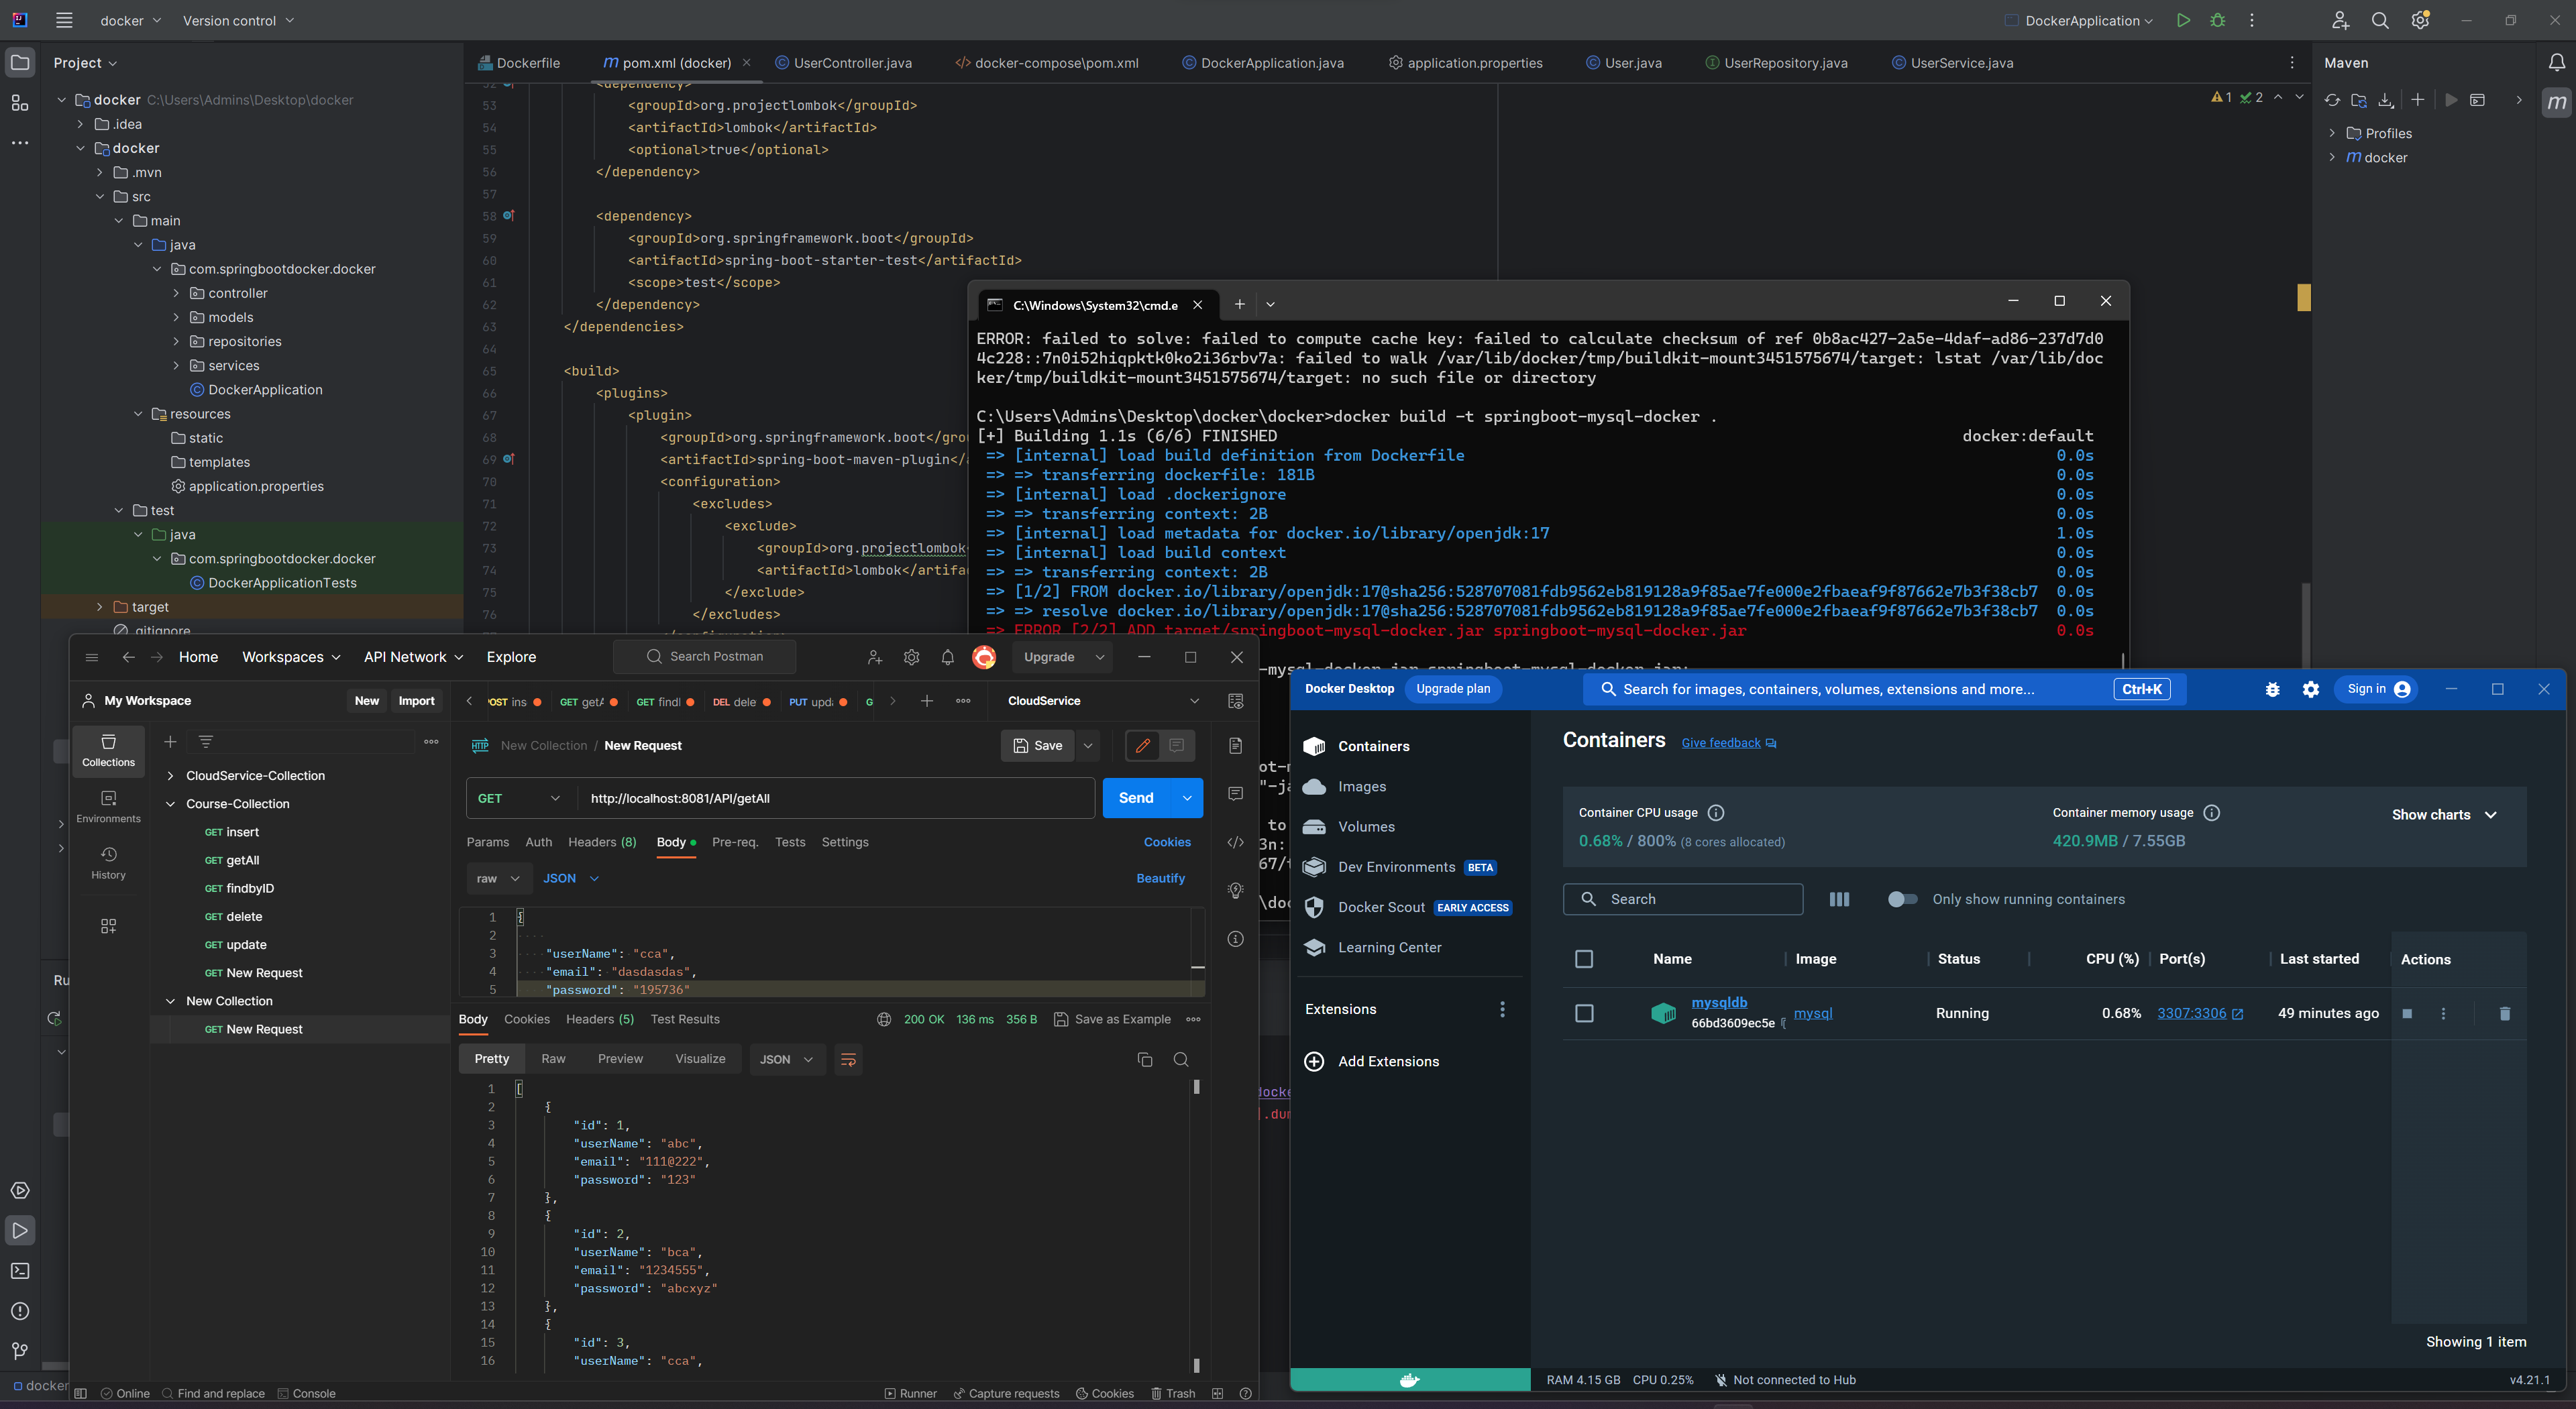 docker
Version control
DockerApplication
Project
Dockerfile
pom.xml (docker)
UserController.java
docker-compose\pom.xml
DockerApplication.java
application.properties
User.java
UserRepository.java
UserService.java
Maven
docker C:\Users\Admins\Desktop\docker
.idea
docker
.mvn
src
main
java
com.springbootdocker.docker
controller
models
repositories
services
DockerApplication
resources
static
templates
application.properties
test
java
com.springbootdocker.docker
DockerApplicationTests
target
.gitignore
1 2
Profiles
docker
52 <dependency>
53 <groupId>org.projectlombok</groupId>
54 <artifactId>lombok</artifactId>
55 <optional>true</optional>
56 </dependency>
57
58 <dependency>
59 <groupId>org.springframework.boot</groupId>
60 <artifactId>spring-boot-starter-test</artifactId>
61 <scope>test</scope>
62 </dependency>
63 </dependencies>
64
65 <build>
66 <plugins>
67 <plugin>
68 <groupId>org.springframework.boot</gro
69 <artifactId>spring-boot-maven-plugin</
70 <configuration>
71 <excludes>
72 <exclude>
73 <groupId>org.projectlombok
74 <artifactId>lombok</artifa
75 </exclude>
76 </excludes>
C:\Windows\System32\cmd.e
ERROR: failed to solve: failed to compute cache key: failed to calculate checksum of ref 0b8ac427-2a5e-4daf-ad86-237d7d0
4c228::7n0i52hiqpktk0ko2i36rbv7a: failed to walk /var/lib/docker/tmp/buildkit-mount3451575674/target: lstat /var/lib/doc
ker/tmp/buildkit-mount3451575674/target: no such file or directory
C:\Users\Admins\Desktop\docker\docker>docker build -t springboot-mysql-docker .
[+] Building 1.1s (6/6) FINISHED docker:default
=> [internal] load build definition from Dockerfile 0.0s
=> => transferring dockerfile: 181B 0.0s
=> [internal] load .dockerignore 0.0s
=> => transferring context: 2B 0.0s
=> [internal] load metadata for docker.io/library/openjdk:17 1.0s
=> [internal] load build context 0.0s
=> => transferring context: 2B 0.0s
=> [1/2] FROM docker.io/library/openjdk:17@sha256:528707081fdb9562eb819128a9f85ae7fe000e2fbaeaf9f87662e7b3f38cb7 0.0s
=> => resolve docker.io/library/openjdk:17@sha256:528707081fdb9562eb819128a9f85ae7fe000e2fbaeaf9f87662e7b3f38cb7 0.0s
=> ERROR [2/2] ADD target/springboot-mysql-docker.jar springboot-mysql-docker.jar 0.0s
-mysql-docker.jar springboot-mysql-docker.jar:
Home
Workspaces
API Network
Explore
Search Postman
Upgrade
My Workspace
New
Import
POST ins
GET getA
GET findl
DEL dele
PUT upda
G
CloudService
Collections
Environments
History
CloudService-Collection
Course-Collection
GET insert
GET getAll
GET findbyID
GET delete
GET update
GET New Request
New Collection
GET New Request
HTTP New Collection / New Request
Save
GET http://localhost:8081/API/getAll
Send
Params Auth Headers (8) Body Pre-req. Tests Settings Cookies
raw JSON Beautify
1 {
2
3 "userName": "cca",
4 "email": "dasdasdas",
5 "password": "195736"
Body Cookies Headers (5) Test Results 200 OK 136 ms 356 B Save as Example
Pretty Raw Preview Visualize JSON
1 [
2 {
3 "id": 1,
4 "userName": "abc",
5 "email": "111@222",
6 "password": "123"
7 },
8 {
9 "id": 2,
10 "userName": "bca",
11 "email": "1234555",
12 "password": "abcxyz"
13 },
14 {
15 "id": 3,
16 "userName": "cca",
Online Find and replace Console Runner Capture requests Cookies Trash
Ru
docker
Docker Desktop
Upgrade plan
Search for images, containers, volumes, extensions and more...
Ctrl+K
Sign in
Containers
Images
Volumes
Dev Environments BETA
Docker Scout EARLY ACCESS
Learning Center
Extensions
Add Extensions
Containers Give feedback
Container CPU usage
0.68% / 800% (8 cores allocated)
Container memory usage
420.9MB / 7.55GB
Show charts
Search
Only show running containers
Name Image Status CPU (%) Port(s) Last started Actions
mysqldb
66bd3609ec5e
mysql Running 0.68% 3307:3306 49 minutes ago
Showing 1 item
RAM 4.15 GB CPU 0.25% Not connected to Hub v4.21.1